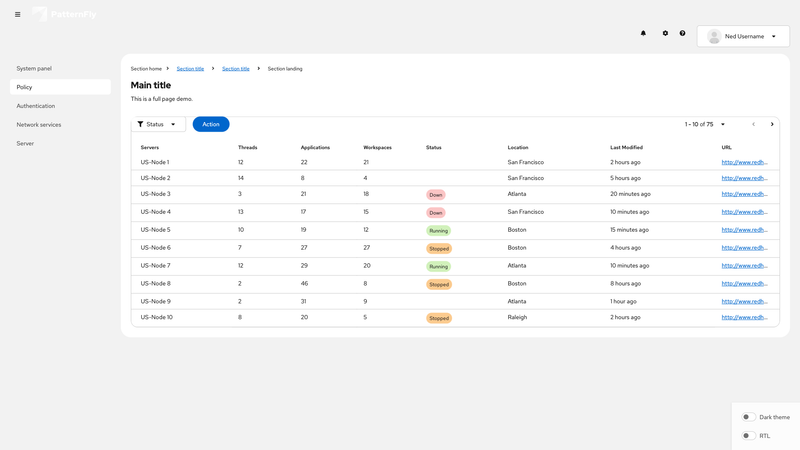 PatternFly
Ned Username
System panel
Policy
Authentication
Network services
Server
Section home Section title Section title Section landing
Main title
This is a full page demo.
Status Action 1 - 10 of 75
Servers Threads Applications Workspaces Status Location Last Modified URL
US-Node 1 12 22 21 San Francisco 2 hours ago http://www.redh...
US-Node 2 14 8 4 San Francisco 5 hours ago http://www.redh...
US-Node 3 3 21 18 Down Atlanta 20 minutes ago http://www.redh...
US-Node 4 13 17 15 Down San Francisco 10 minutes ago http://www.redh...
US-Node 5 10 19 12 Running Boston 15 minutes ago http://www.redh...
US-Node 6 7 27 27 Stopped Boston 4 hours ago http://www.redh...
US-Node 7 12 29 20 Running Atlanta 10 minutes ago http://www.redh...
US-Node 8 2 46 8 Stopped Boston 8 hours ago http://www.redh...
US-Node 9 2 31 9 Atlanta 1 hour ago http://www.redh...
US-Node 10 8 20 5 Stopped Raleigh 2 hours ago http://www.redh...
Dark theme
RTL